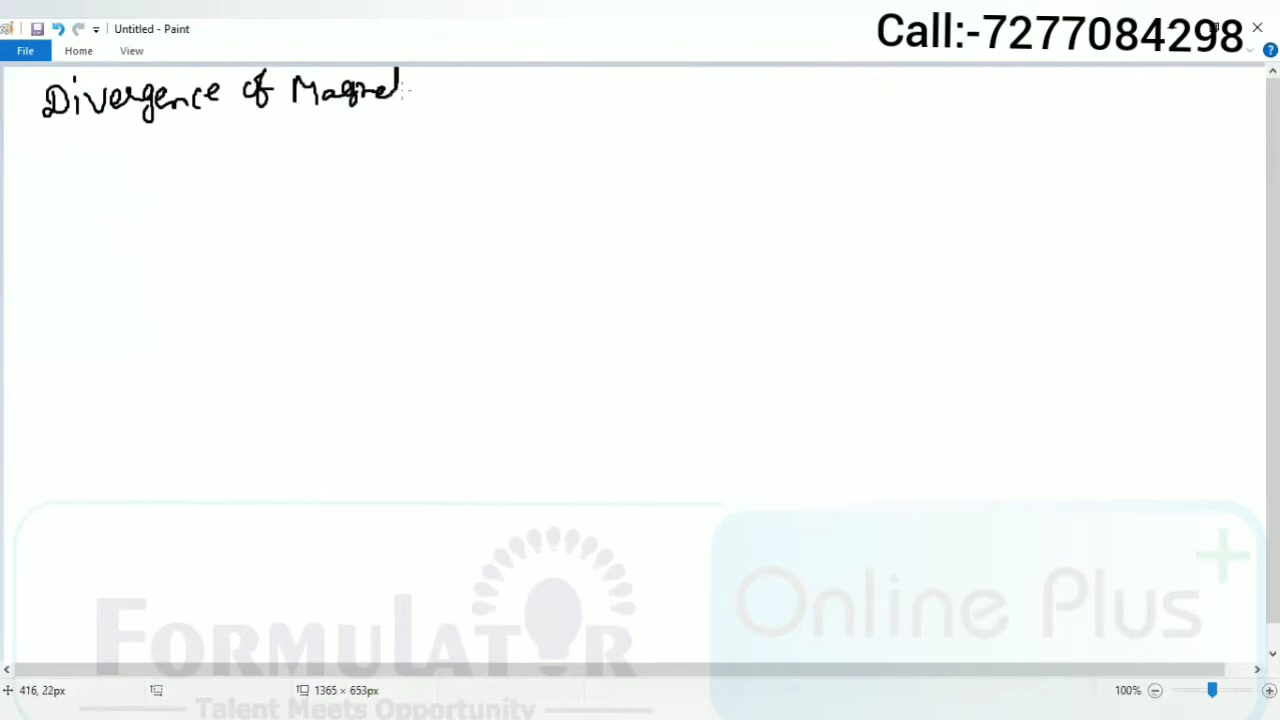 Untitled - Paint
Call:-7277084298
File Home View
Divergence of Magnet
FORMULATOR
Talent Meets Opportunity
Online Plus +
416, 22px
1365 × 653px
100%